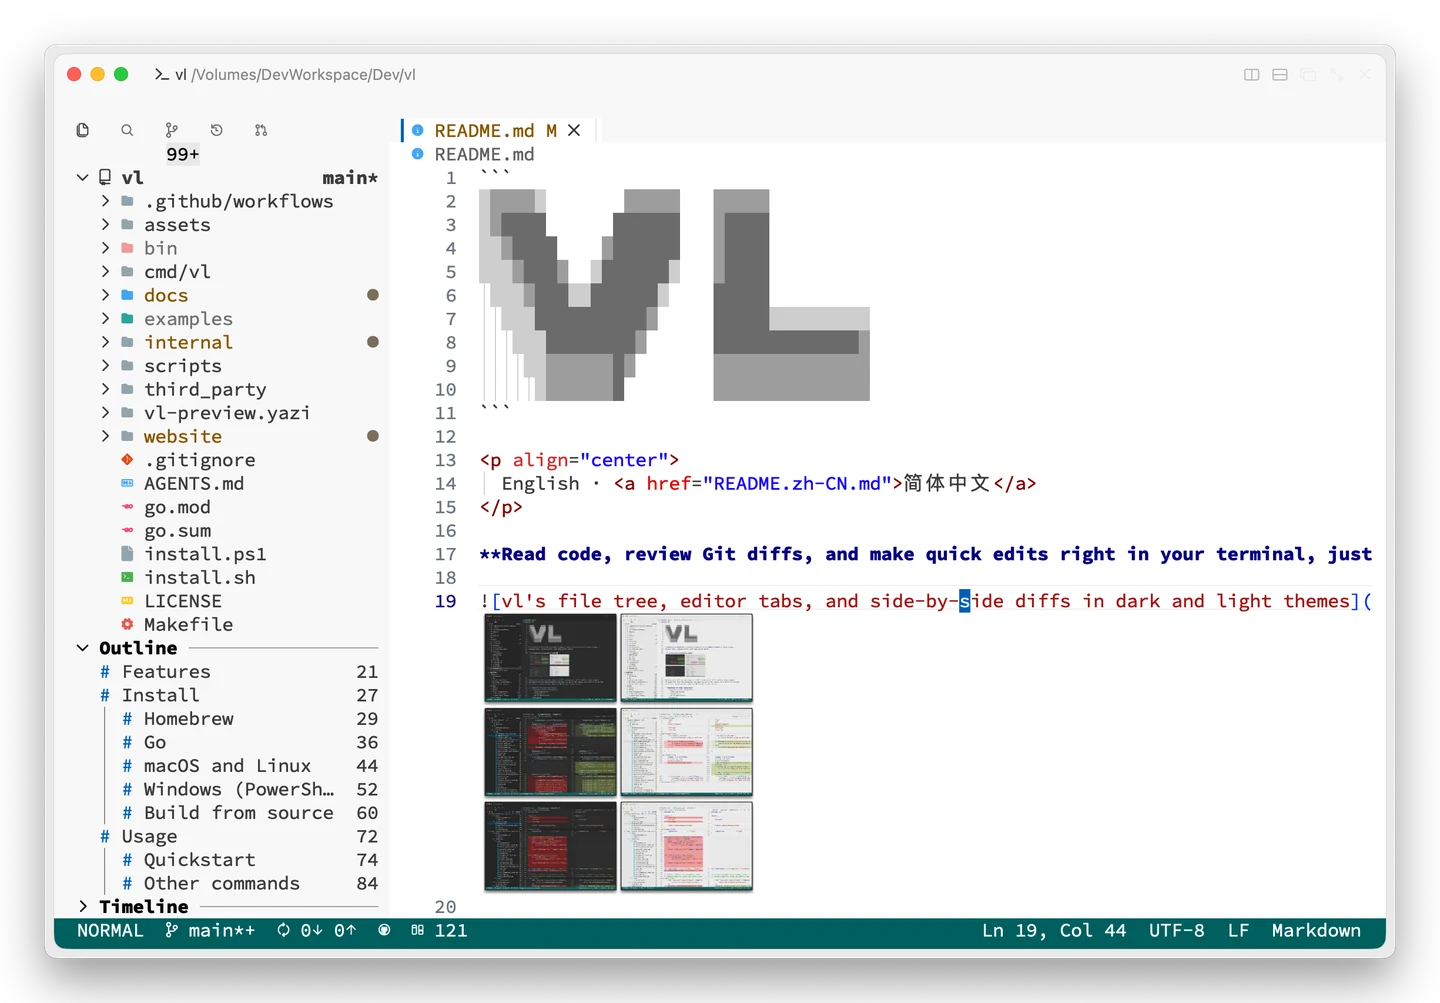 vl /Volumes/DevWorkspace/Dev/vl
99+
vl main*
.github/workflows
assets
bin
cmd/vl
docs
examples
internal
scripts
third_party
vl-preview.yazi
website
.gitignore
AGENTS.md
go.mod
go.sum
install.ps1
install.sh
LICENSE
Makefile
Outline
# Features 21
# Install 27
# Homebrew 29
# Go 36
# macOS and Linux 44
# Windows (PowerSh… 52
# Build from source 60
# Usage 72
# Quickstart 74
# Other commands 84
Timeline
README.md M
README.md
1 ```
2
3
4
5
6
7
8
9
10
11 ```
12
13 <p align="center">
14 English · <a href="README.zh-CN.md">简体中文</a>
15 </p>
16
17 **Read code, review Git diffs, and make quick edits right in your terminal, just
18
19 ![vl's file tree, editor tabs, and side-by-side diffs in dark and light themes](
20
NORMAL main*+ 0↓ 0↑ 121 Ln 19, Col 44 UTF-8 LF Markdown